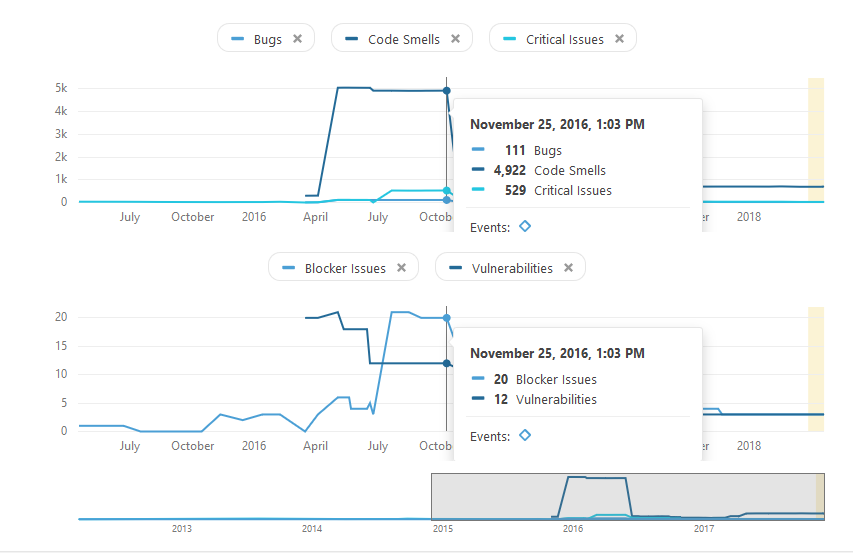 Bugs × Code Smells × Critical Issues ×
5k
4k
3k
2k
1k
0
July October 2016 April July Octob er 2018
November 25, 2016, 1:03 PM
111 Bugs
4,922 Code Smells
529 Critical Issues
Events:
Blocker Issues × Vulnerabilities ×
20
15
10
5
0
July October 2016 April July Octob er 2018
November 25, 2016, 1:03 PM
20 Blocker Issues
12 Vulnerabilities
Events:
2013 2014 2015 2016 2017